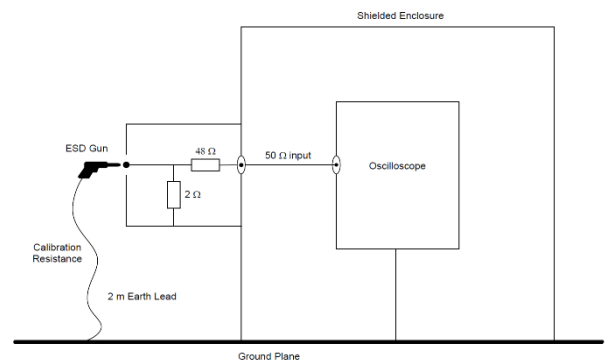 Shielded Enclosure
ESD Gun
48 Ω
50 Ω input
Oscilloscope
2 Ω
Calibration
Resistance
2 m Earth Lead
Ground Plane